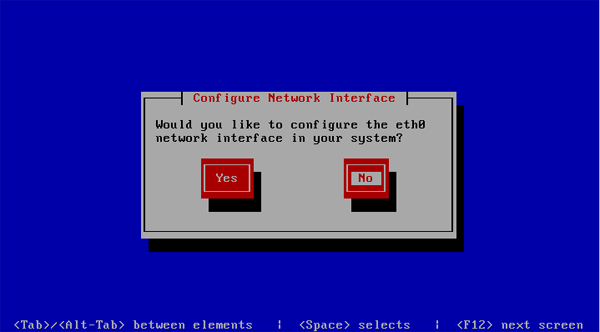 Configure Network Interface
Would you like to configure the eth0
network interface in your system?
Yes No
<Tab>/<Alt-Tab> between elements | <Space> selects | <F12> next screen